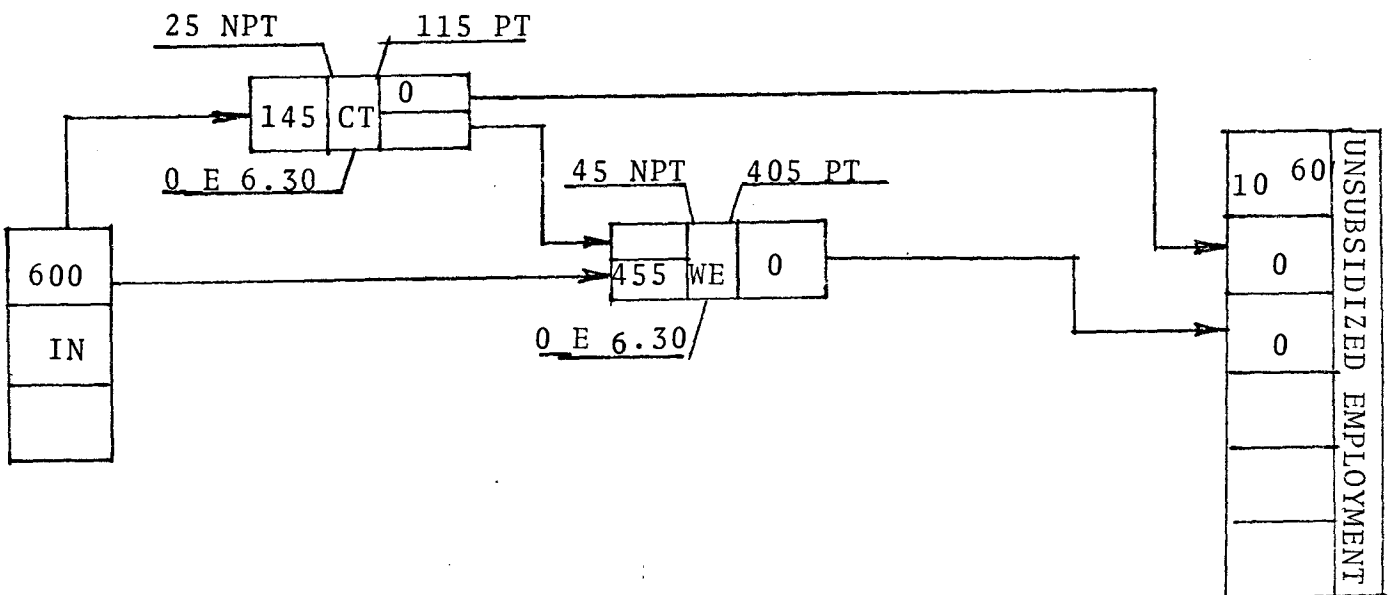 25 NPT 115 PT
145 CT 0
0 E 6.30
45 NPT 405 PT
455 WE 0
0 E 6.30
600
IN
10 60
0
0
UNSUBSIDIZED EMPLOYMENT